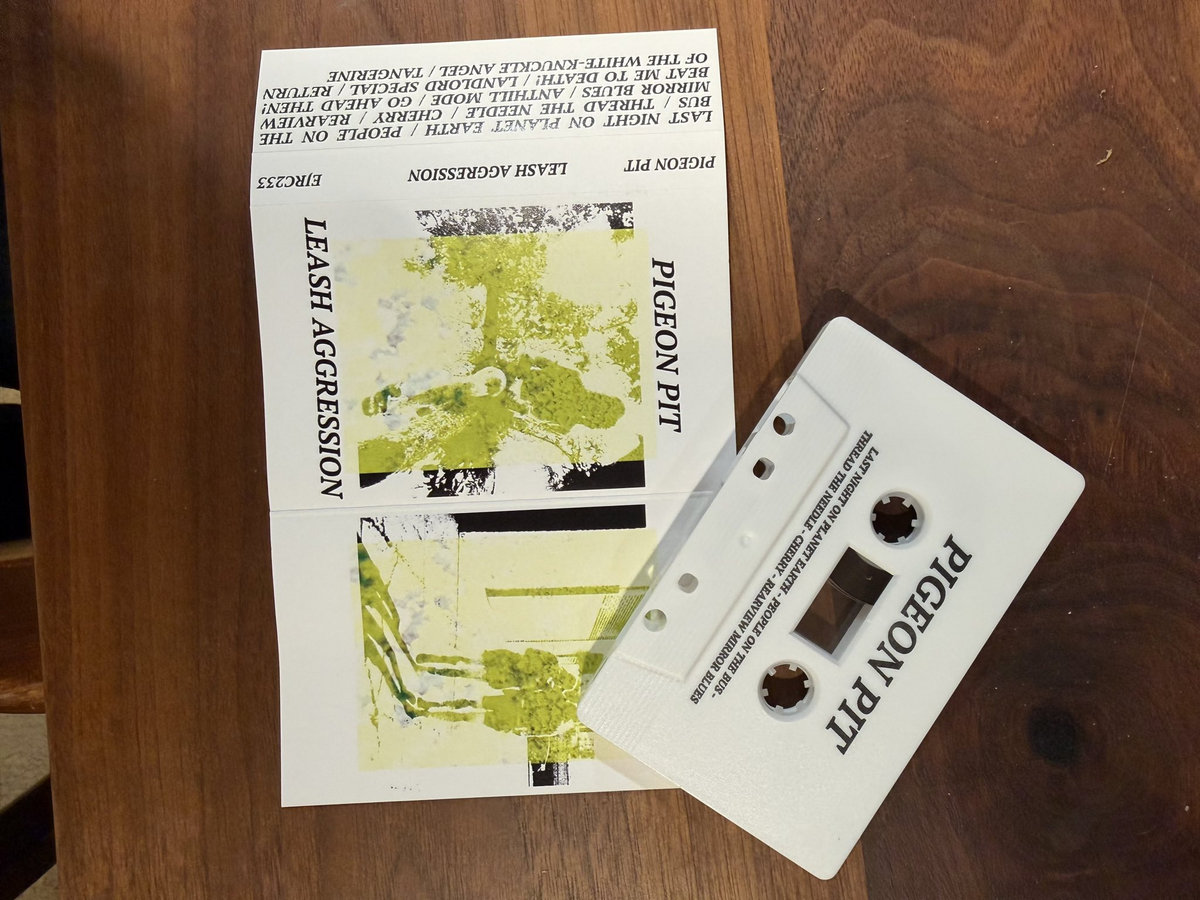 LAST NIGHT ON PLANET EARTH / PEOPLE ON THE
BUS / THREAD THE NEEDLE / CHERRY / REARVIEW
MIRROR BLUES / ANTHILL MODE / GO AHEAD THEN!
BEAT ME TO DEATH! / LANDLORD SPECIAL / RETURN
OF THE WHITE-KNUCKLE ANGEL / TANGERINE
PIGEON PIT LEASH AGGRESSION EJRC233
PIGEON PIT
LEASH AGGRESSION
PIGEON PIT
LAST NIGHT ON PLANET EARTH - PEOPLE ON THE BUS -
THREAD THE NEEDLE - CHERRY - REARVIEW MIRROR BLUES